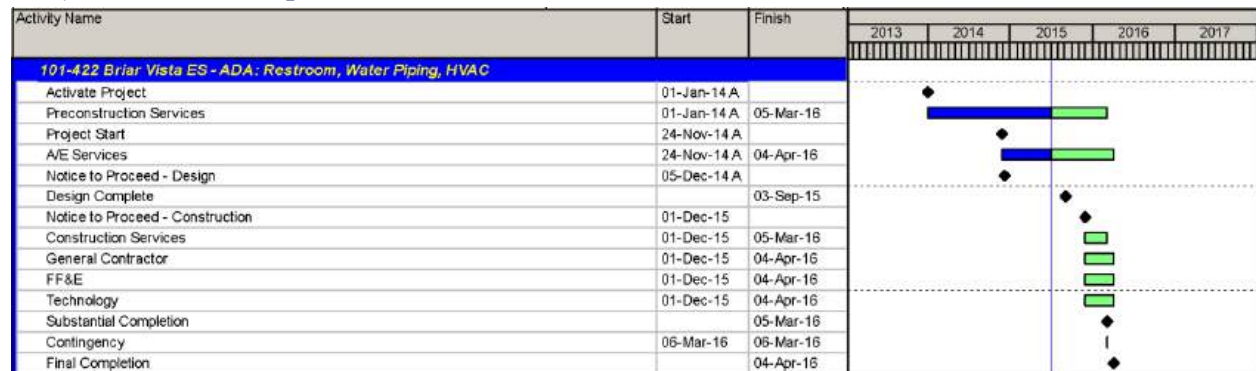 Activity Name Start Finish
2013 2014 2015 2016 2017
101-422 Briar Vista ES - ADA: Restroom, Water Piping, HVAC
Activate Project 01-Jan-14 A
Preconstruction Services 01-Jan-14 A 05-Mar-16
Project Start 24-Nov-14 A
A/E Services 24-Nov-14 A 04-Apr-16
Notice to Proceed - Design 05-Dec-14 A
Design Complete 03-Sep-15
Notice to Proceed - Construction 01-Dec-15
Construction Services 01-Dec-15 05-Mar-16
General Contractor 01-Dec-15 04-Apr-16
FF&E 01-Dec-15 04-Apr-16
Technology 01-Dec-15 04-Apr-16
Substantial Completion 05-Mar-16
Contingency 06-Mar-16 06-Mar-16
Final Completion 04-Apr-16